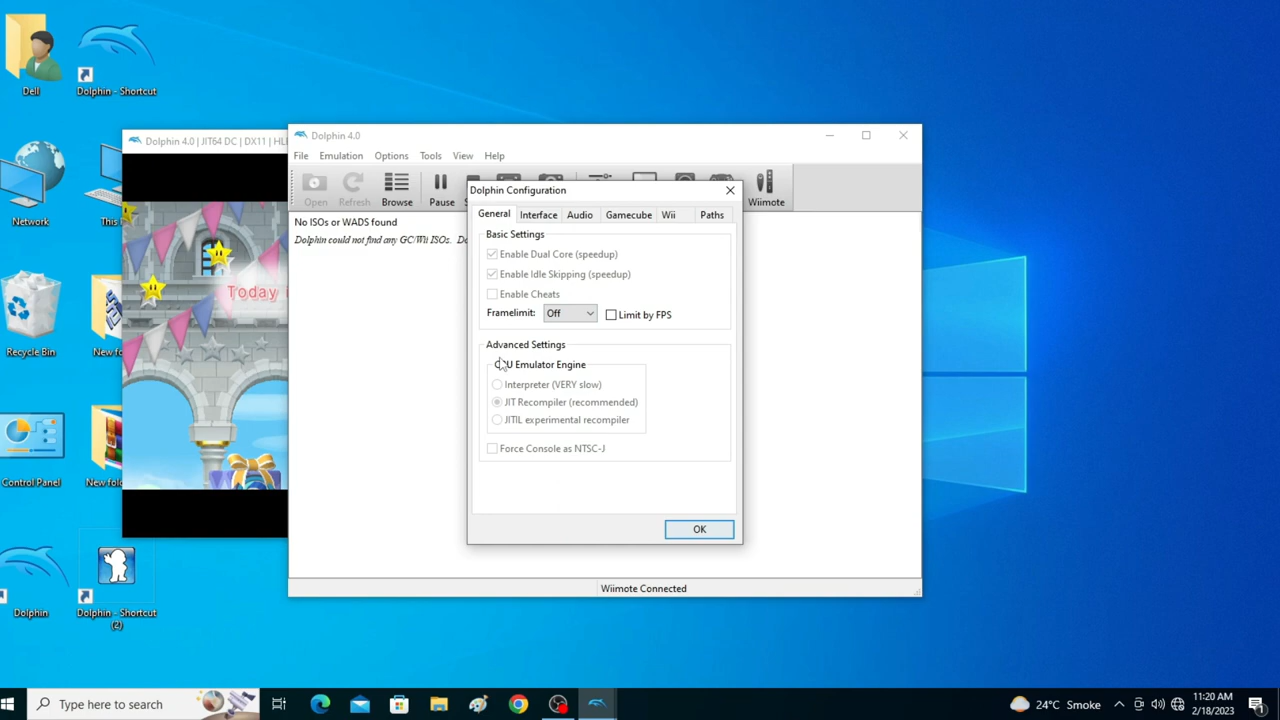 Dell
Dolphin - Shortcut
Network
This
Recycle Bin
New fo
Control Panel
New fold
Dolphin
Dolphin - Shortcut
(2)
Dolphin 4.0 | JIT64 DC | DX11 | HLE
Today i
Dolphin 4.0
File Emulation Options Tools View Help
Open Refresh Browse Pause Wiimote
No ISOs or WADS found
Dolphin could not find any GC/Wii ISOs.
Dolphin Configuration
General Interface Audio Gamecube Wii Paths
Basic Settings
Enable Dual Core (speedup)
Enable Idle Skipping (speedup)
Enable Cheats
Framelimit: Off Limit by FPS
Advanced Settings
CPU Emulator Engine
Interpreter (VERY slow)
JIT Recompiler (recommended)
JITIL experimental recompiler
Force Console as NTSC-J
OK
Wiimote Connected
Type here to search
24°C Smoke
11:20 AM
2/18/2023
1